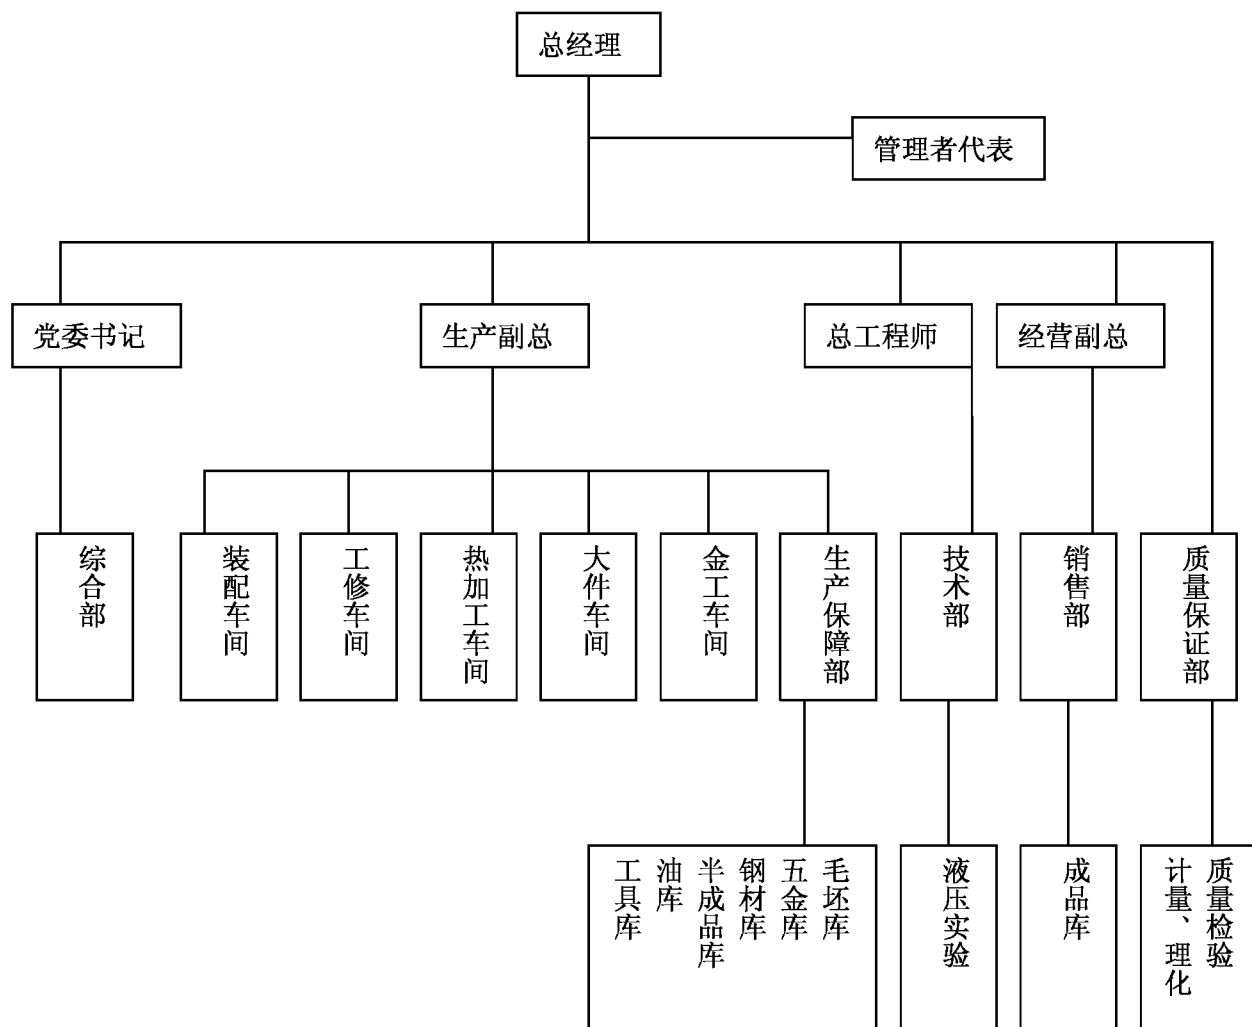 总经理
管理者代表
党委书记
生产副总
总工程师
经营副总
综合部
装配车间
工修车间
热加工车间
大件车间
金工车间
生产保障部
技术部
销售部
质量保证部
毛坯库
五金库
钢材库
半成品库
油库
工具库
液压实验
成品库
质量检验
计量、理化